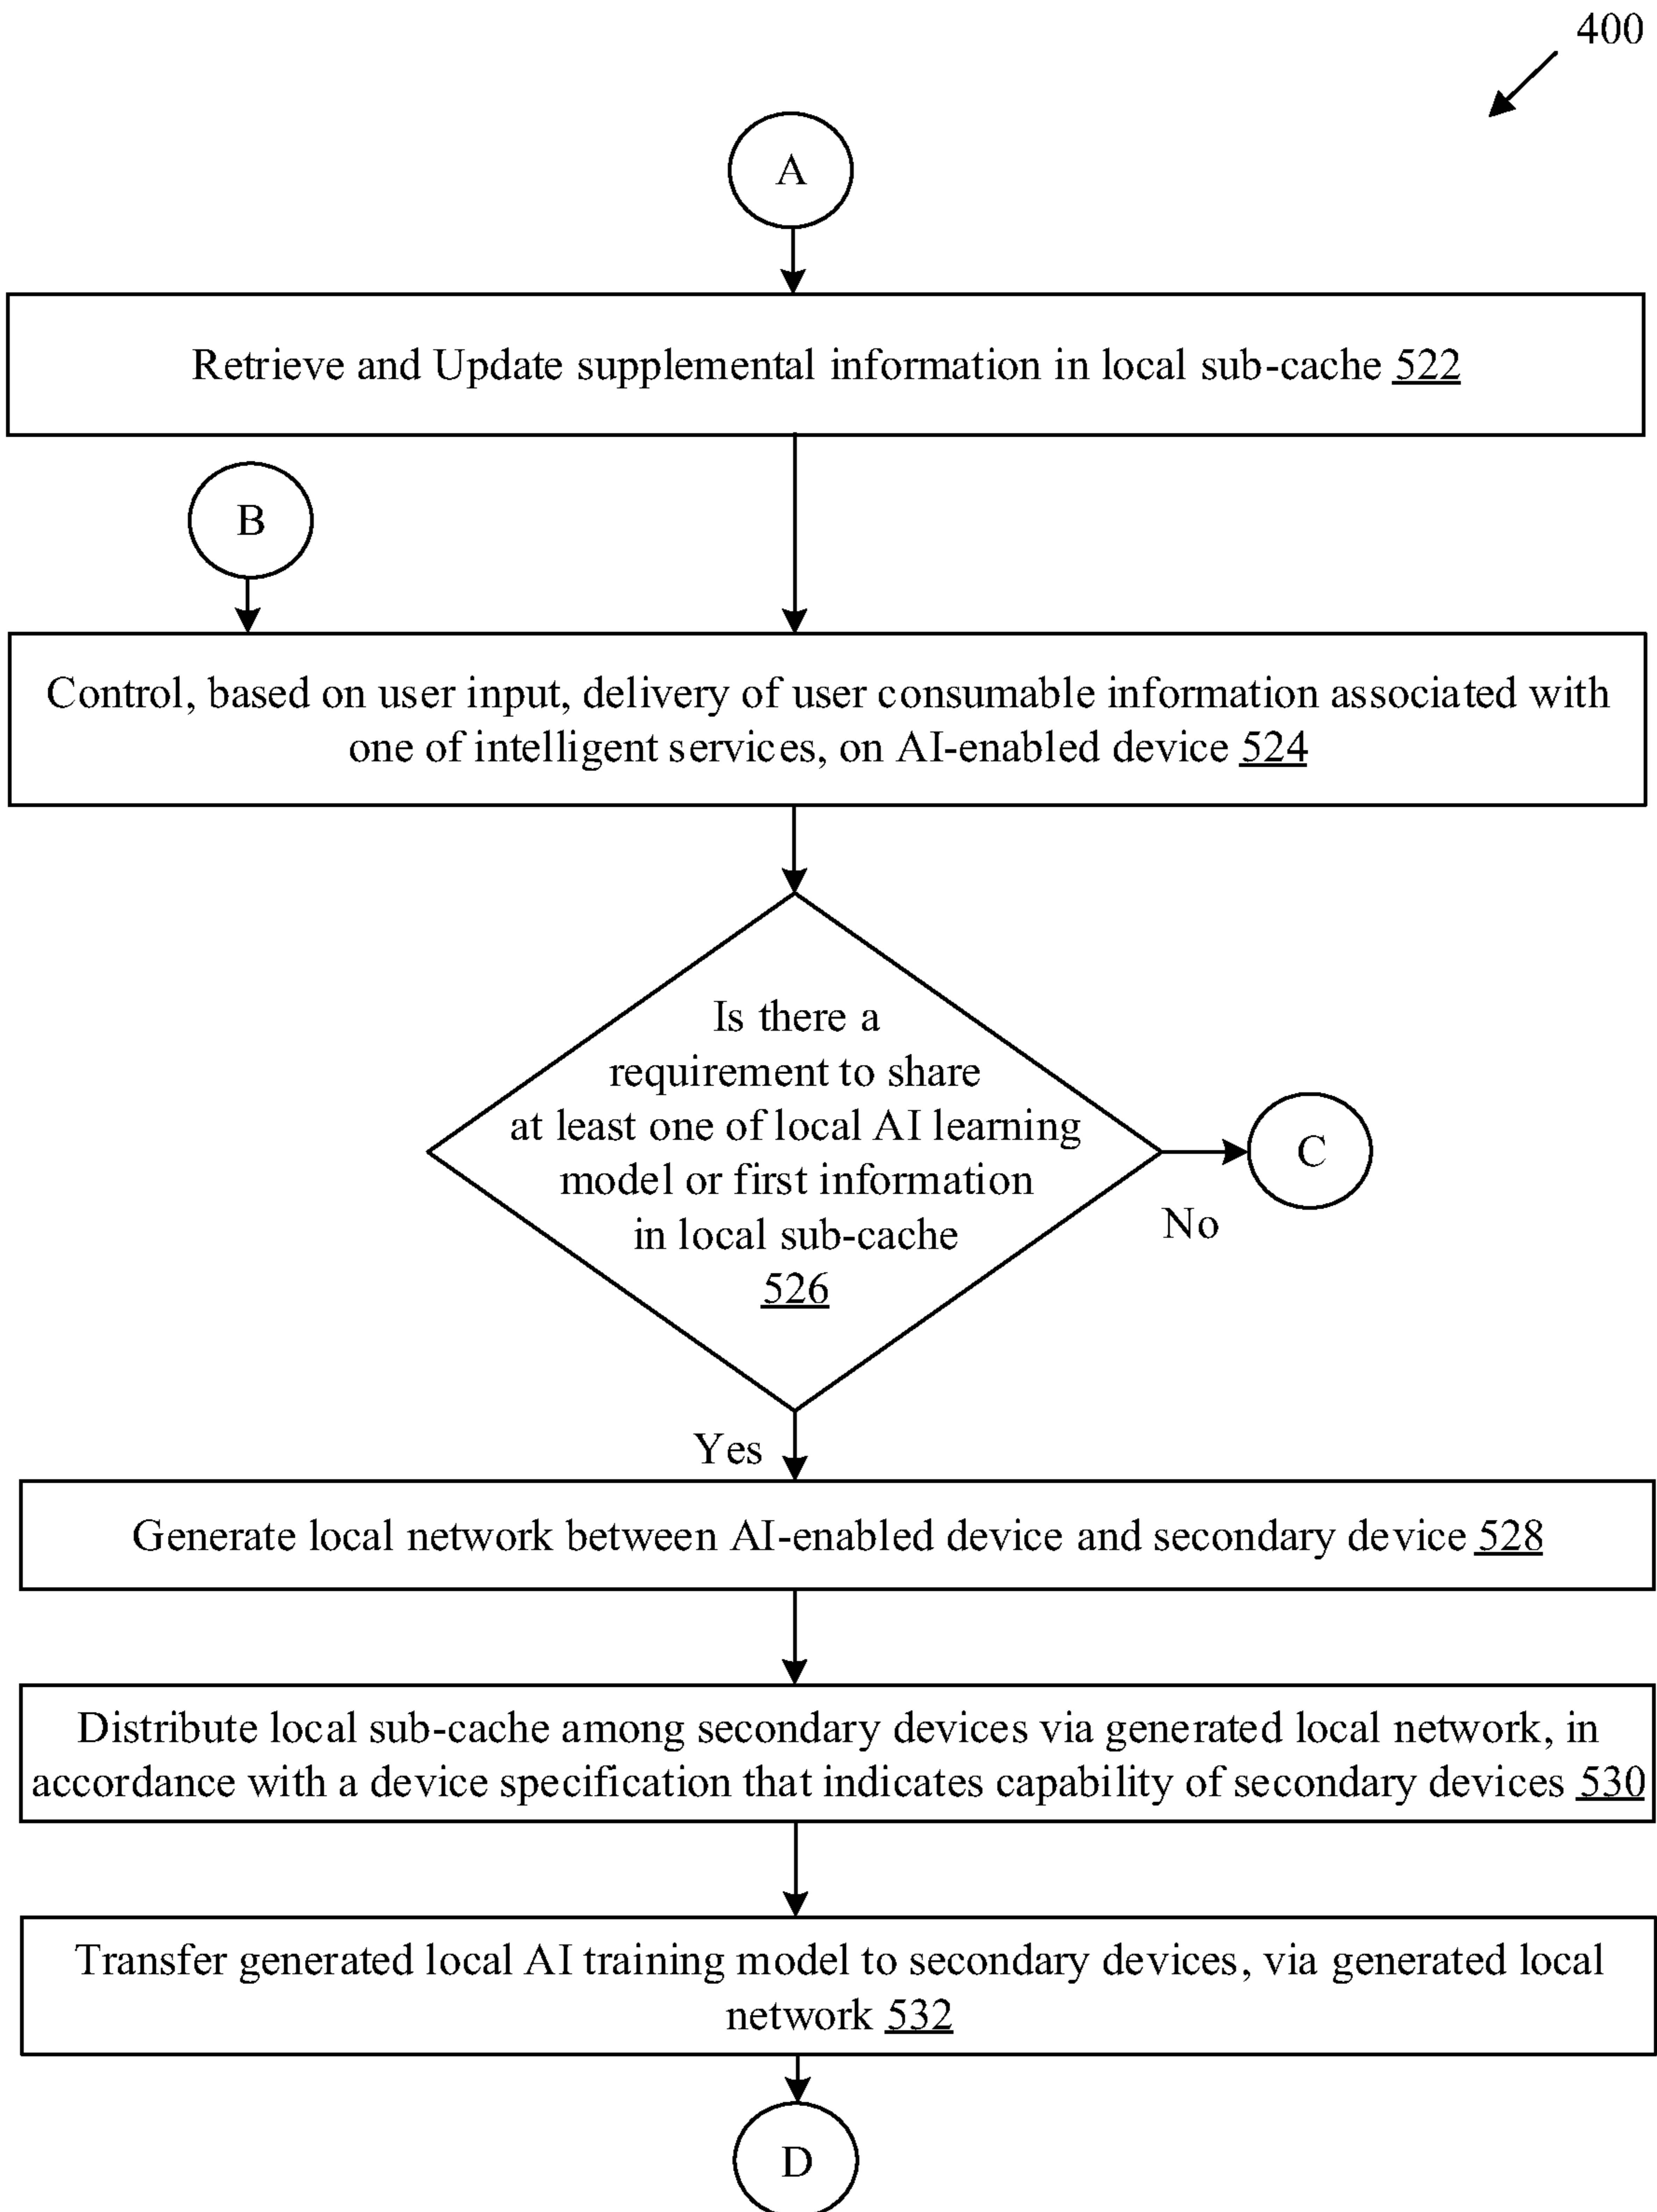 400
A
Retrieve and Update supplemental information in local sub-cache 522
B
Control, based on user input, delivery of user consumable information associated with
one of intelligent services, on AI-enabled device 524
Is there a
requirement to share
at least one of local AI learning
model or first information
in local sub-cache
526
C
No
Yes
Generate local network between AI-enabled device and secondary device 528
Distribute local sub-cache among secondary devices via generated local network, in
accordance with a device specification that indicates capability of secondary devices 530
Transfer generated local AI training model to secondary devices, via generated local
network 532
D